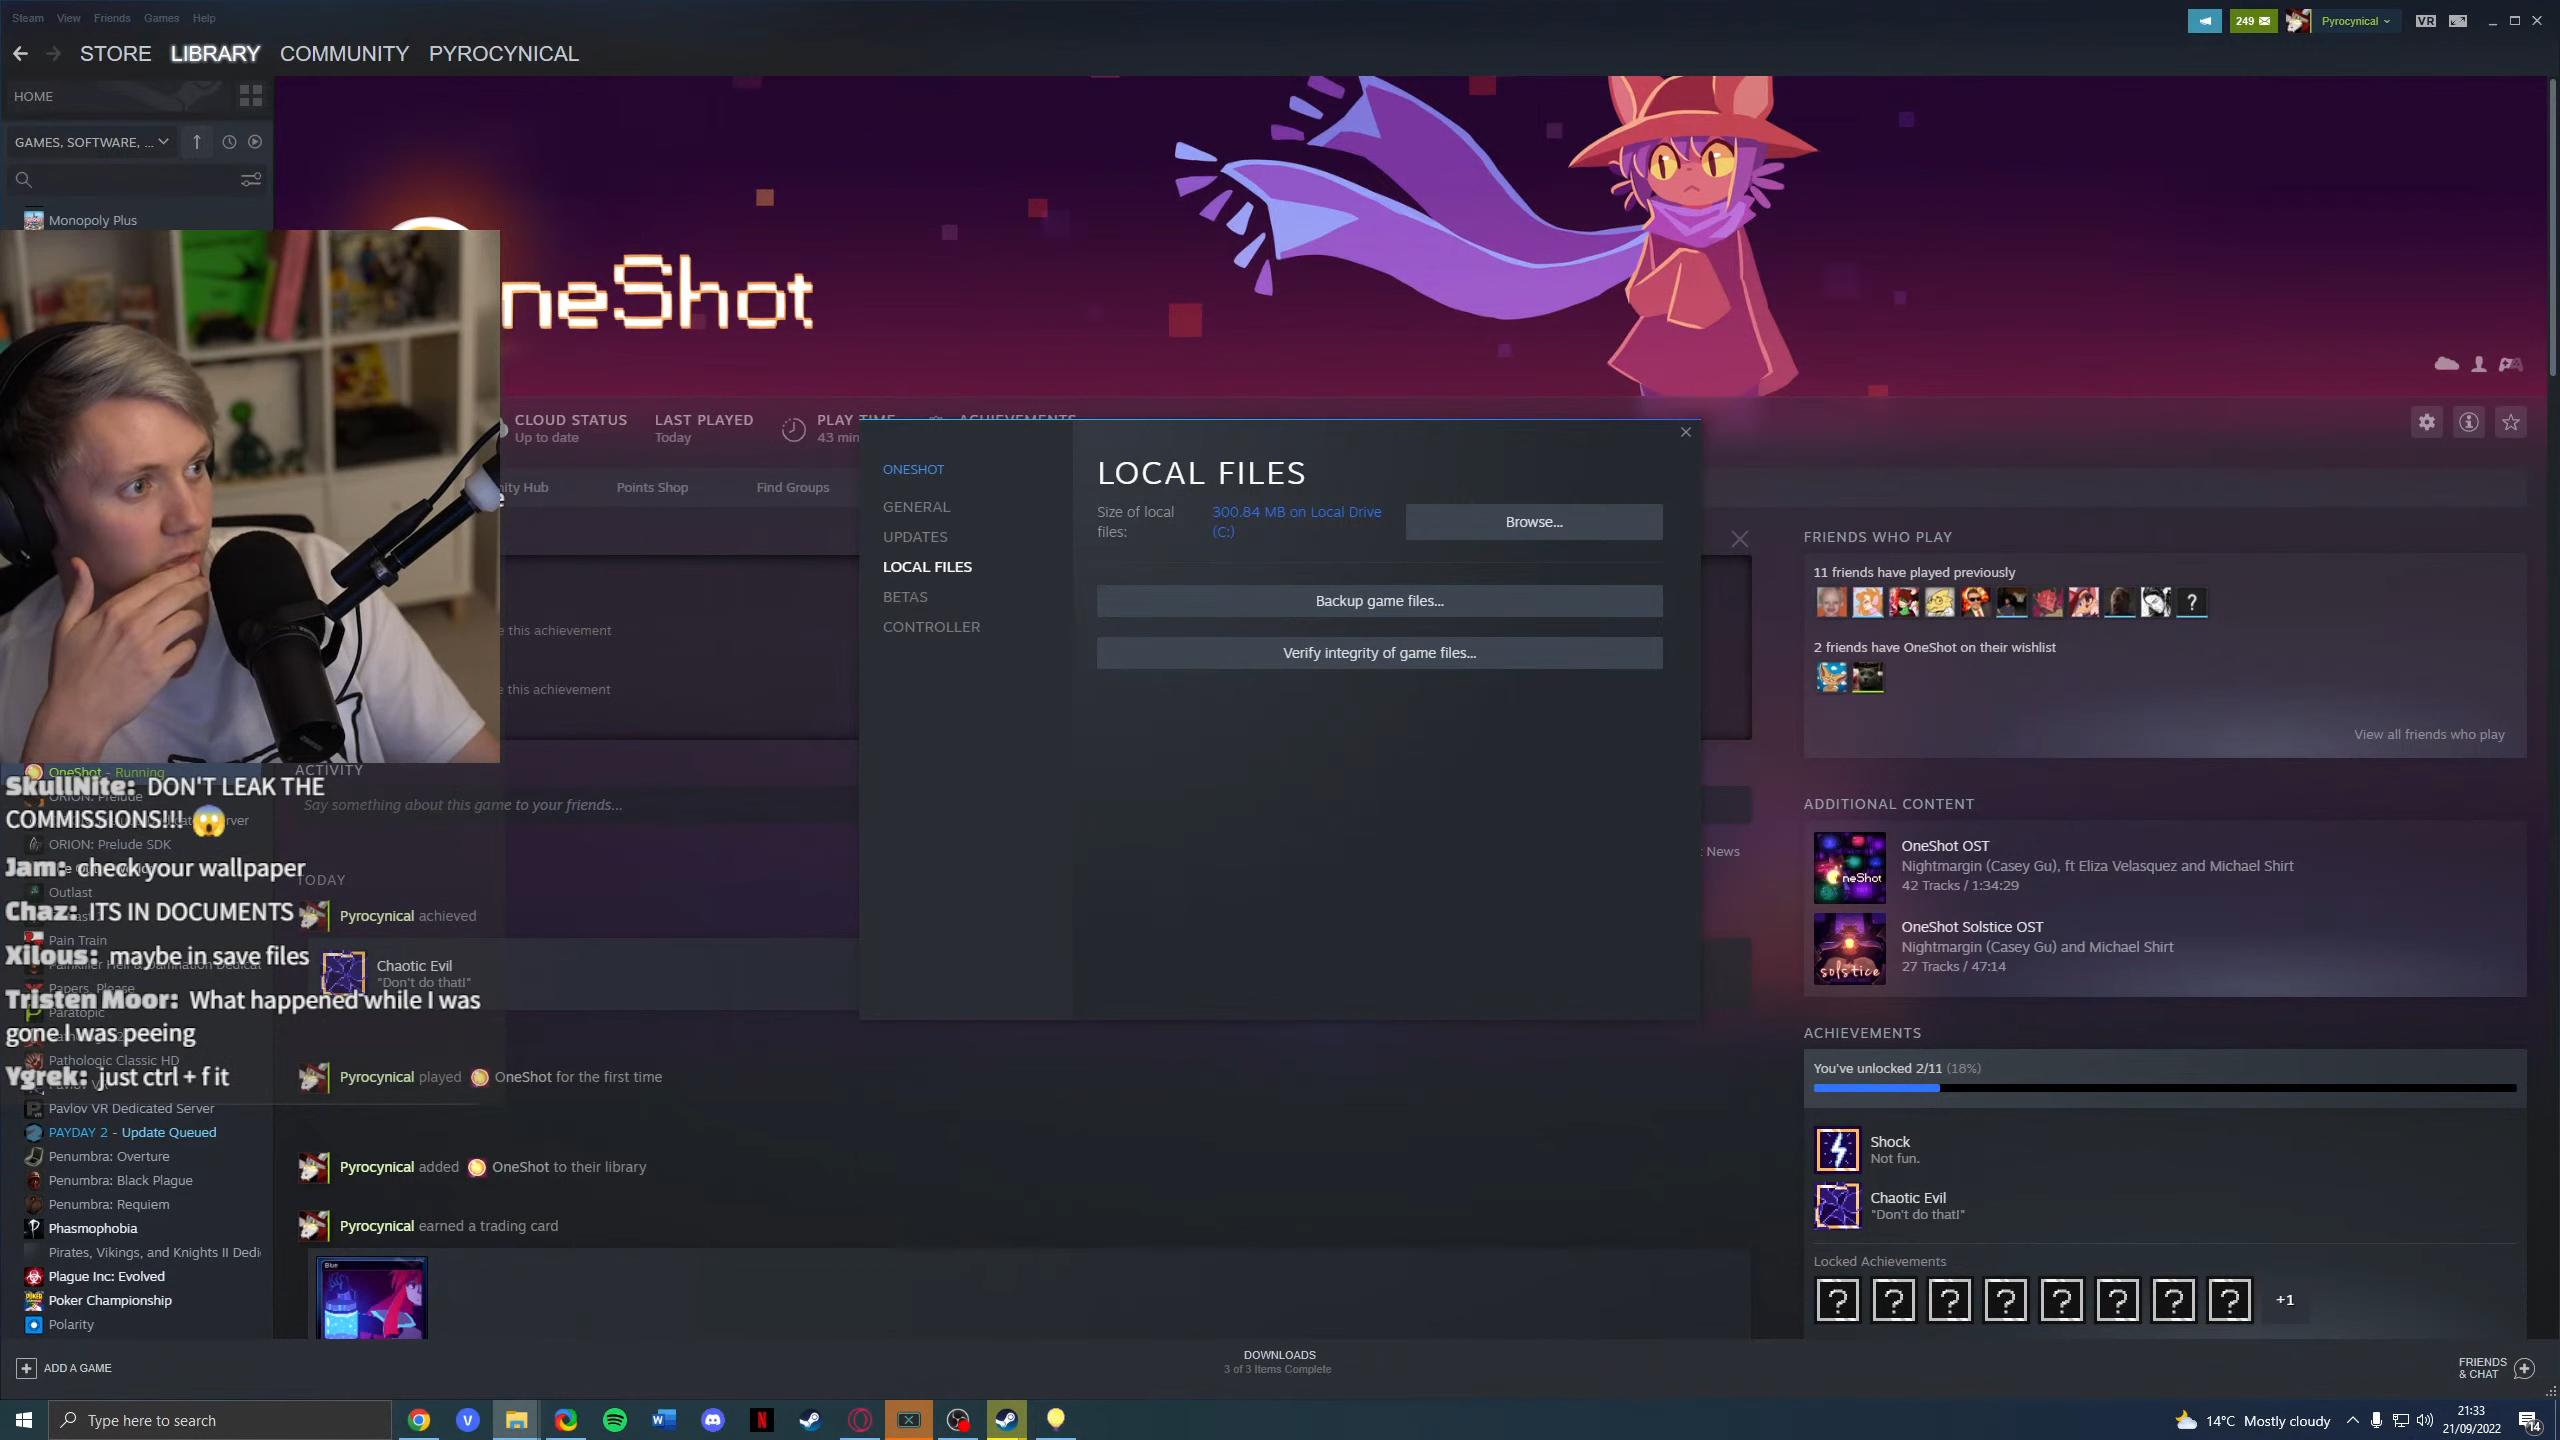 Steam View Friends Games Help
249
Pyrocynical
VR
STORE LIBRARY COMMUNITY PYROCYNICAL
HOME
GAMES, SOFTWARE, ...
Monopoly Plus
neShot
CLOUD STATUS
Up to date
LAST PLAYED
Today
PLAY TIME
43 min
ACHIEVEMENTS
ity Hub
Points Shop
Find Groups
e this achievement
e this achievement
ONESHOT
GENERAL
UPDATES
LOCAL FILES
BETAS
CONTROLLER
LOCAL FILES
Size of local
files:
300.84 MB on Local Drive
(C:)
Browse...
Backup game files...
Verify integrity of game files...
FRIENDS WHO PLAY
11 friends have played previously
?
2 friends have OneShot on their wishlist
View all friends who play
ADDITIONAL CONTENT
neShot
OneShot OST
Nightmargin (Casey Gu), ft Eliza Velasquez and Michael Shirt
42 Tracks / 1:34:29
solstice
OneShot Solstice OST
Nightmargin (Casey Gu) and Michael Shirt
27 Tracks / 47:14
ACHIEVEMENTS
You've unlocked 2/11 (18%)
Shock
Not fun.
Chaotic Evil
"Don't do that!"
Locked Achievements
? ? ? ? ? ? ? ?
+1
ACTIVITY
Say something about this game to your friends...
t News
TODAY
Pyrocynical achieved
Chaotic Evil
"Don't do that!"
Pyrocynical played OneShot for the first time
Pyrocynical added OneShot to their library
Pyrocynical earned a trading card
Blue
OneShot - Running
SkullNite: DON'T LEAK THE
COMMISSIONS!!! 😱
ORION: Prelude
ORION: Prelude SDK
Jam: check your wallpaper
Outlast
Chaz: ITS IN DOCUMENTS
Pain Train
Xilous: maybe in save files
Papers, Please
Tristen Moor: What happened while I was
gone I was peeing
Paratopic
Pathologic Classic HD
Ygrek: just ctrl + f it
Pavlov VR Dedicated Server
PAYDAY 2 - Update Queued
Penumbra: Overture
Penumbra: Black Plague
Penumbra: Requiem
Phasmophobia
Pirates, Vikings, and Knights II Dedi
Plague Inc: Evolved
Poker Championship
Polarity
ADD A GAME
DOWNLOADS
3 of 3 Items Complete
FRIENDS
& CHAT
Type here to search
14°C Mostly cloudy
21:33
21/09/2022
14